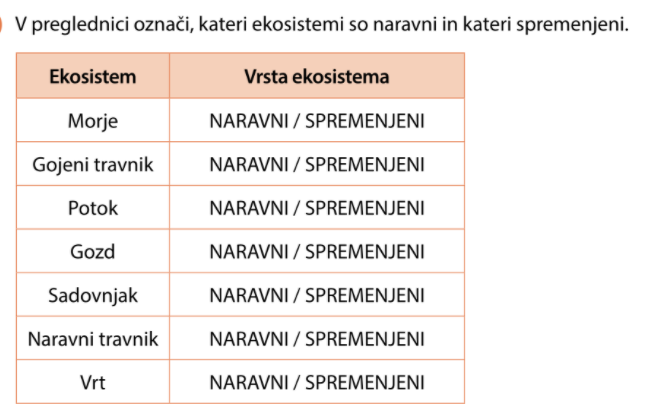 V preglednici označi, kateri ekosistemi so naravni in kateri spremenjeni.
Ekosistem Vrsta ekosistema
Morje NARAVNI / SPREMENJENI
Gojeni travnik NARAVNI / SPREMENJENI
Potok NARAVNI / SPREMENJENI
Gozd NARAVNI / SPREMENJENI
Sadovnjak NARAVNI / SPREMENJENI
Naravni travnik NARAVNI / SPREMENJENI
Vrt NARAVNI / SPREMENJENI